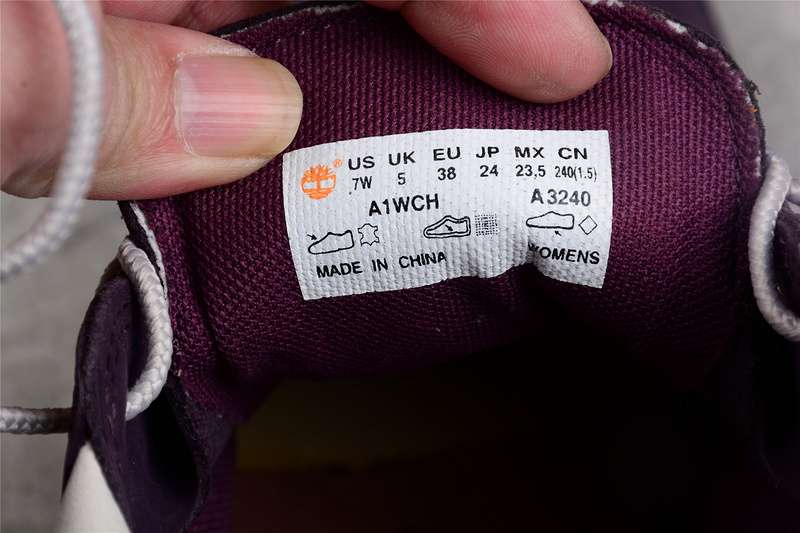 ® US UK EU JP MX CN
7W 5 38 24 23,5 240(1.5)
A1WCH A3240
MADE IN CHINA WOMENS